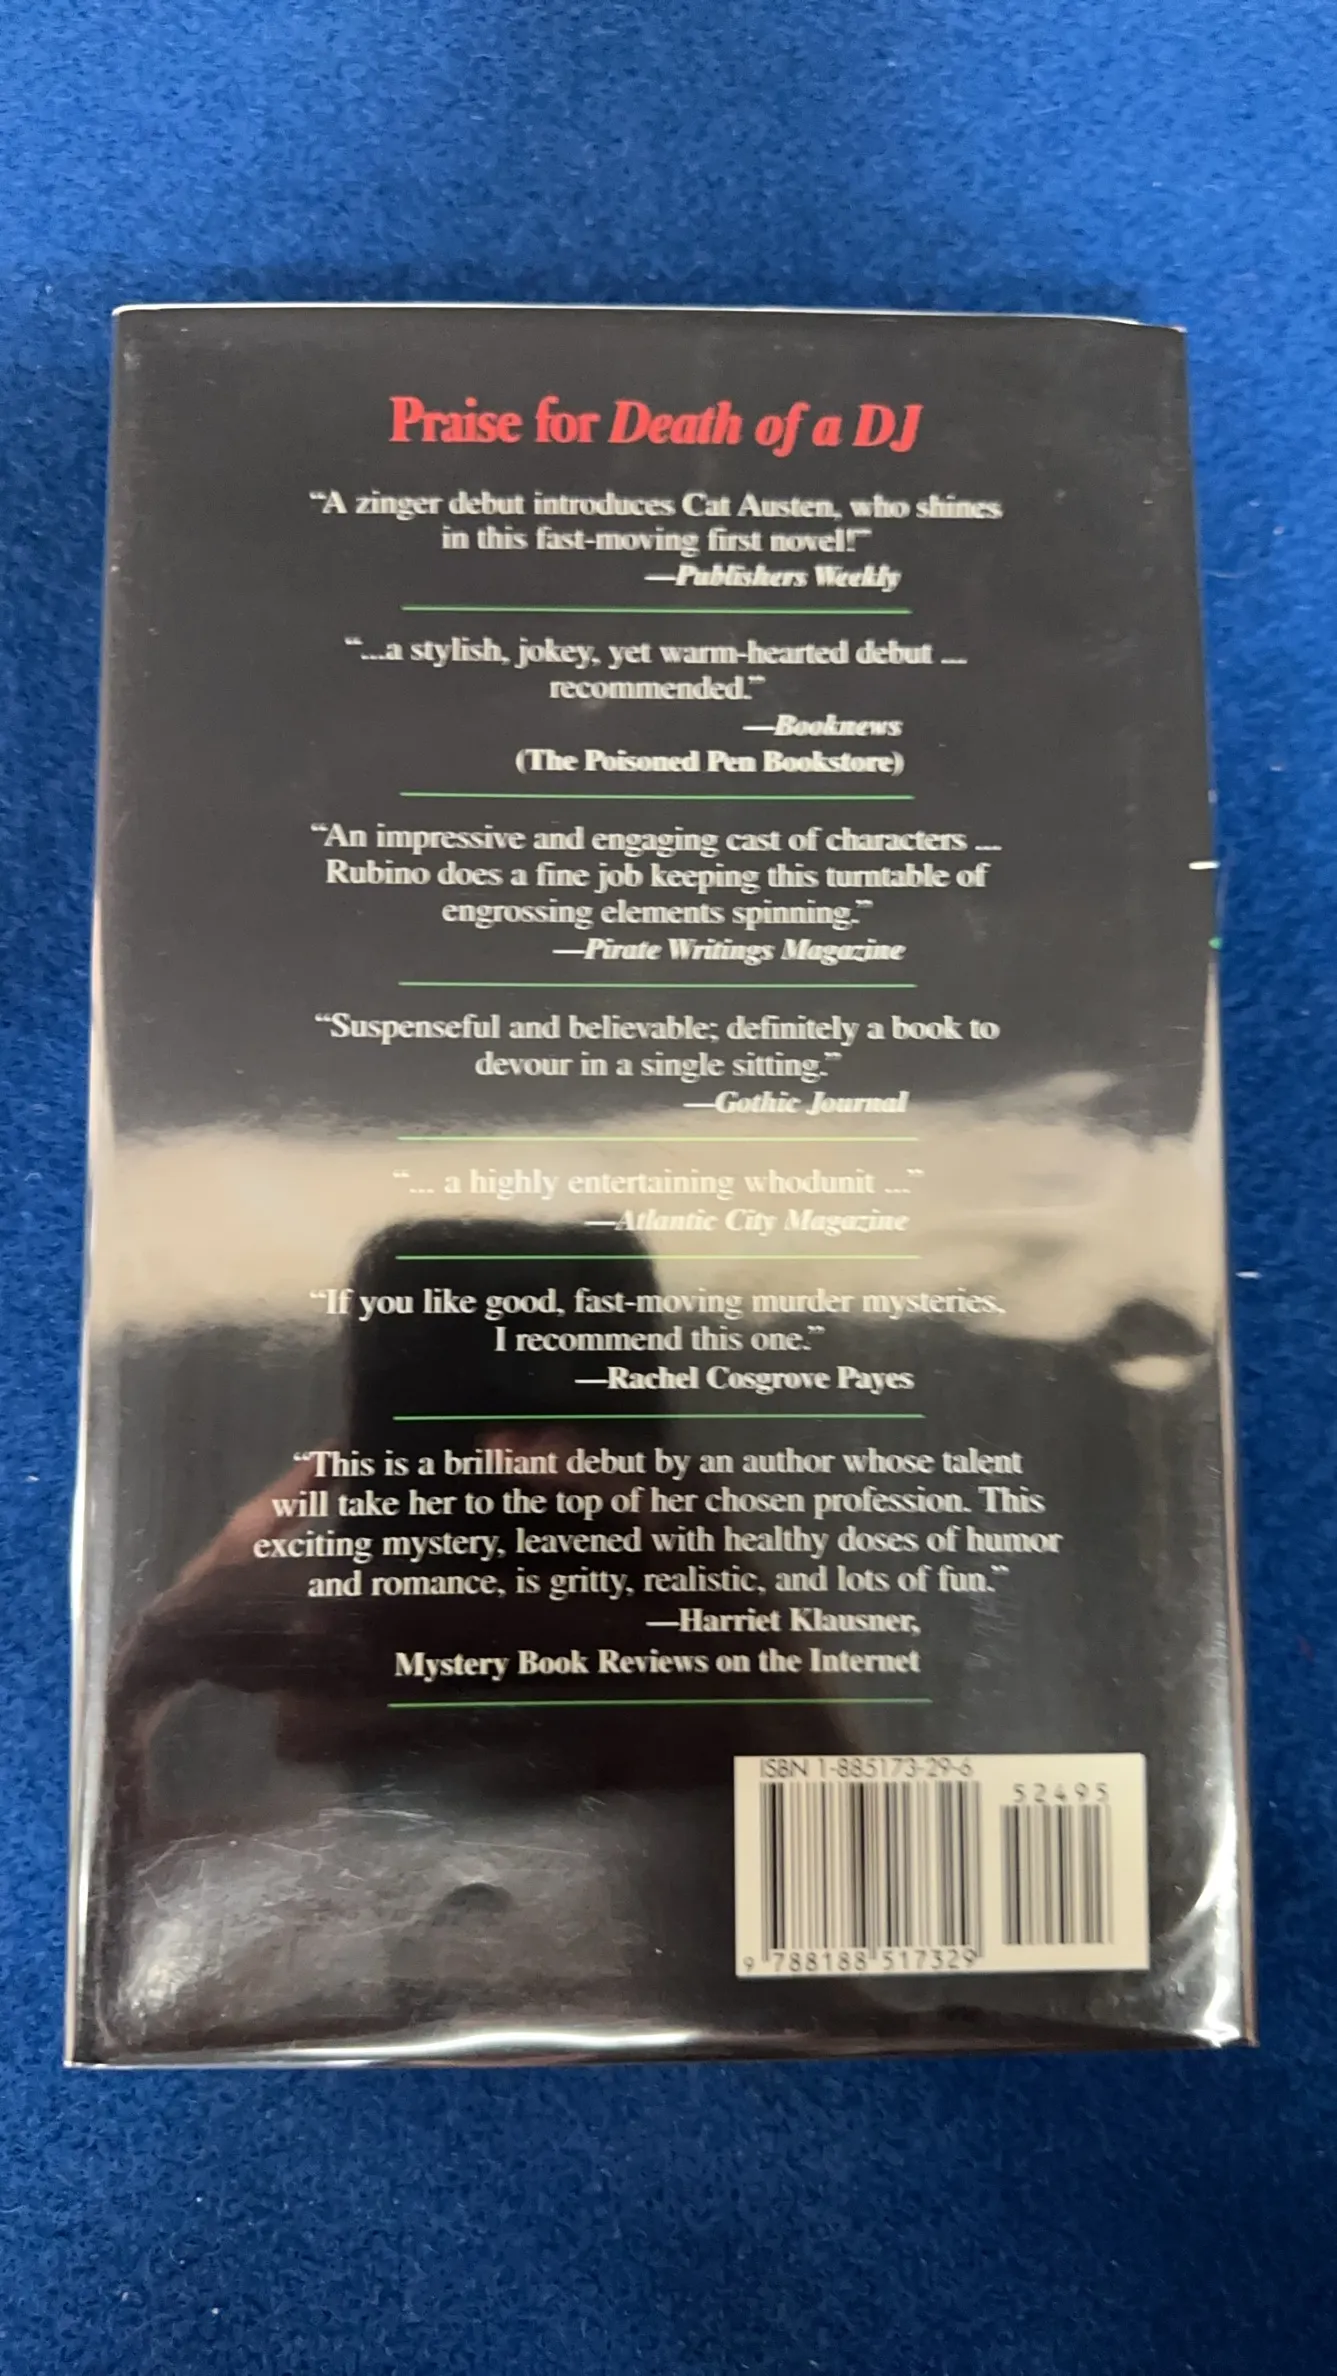 Praise for Death of a DJ
“A zinger debut introduces Cat Austen, who shines
in this fast-moving first novel!”
—Publishers Weekly
“...a stylish, jokey, yet warm-hearted debut ...
recommended.”
—Booknews
(The Poisoned Pen Bookstore)
“An impressive and engaging cast of characters ...
Rubino does a fine job keeping this turntable of
engrossing elements spinning.”
—Pirate Writings Magazine
“Suspenseful and believable; definitely a book to
devour in a single sitting.”
—Gothic Journal
“... a highly entertaining whodunit ...”
—Atlantic City Magazine
“If you like good, fast-moving murder mysteries,
I recommend this one.”
—Rachel Cosgrove Payes
“This is a brilliant debut by an author whose talent
will take her to the top of her chosen profession. This
exciting mystery, leavened with healthy doses of humor
and romance, is gritty, realistic, and lots of fun.”
—Harriet Klausner,
Mystery Book Reviews on the Internet
ISBN 1-885173-29-6
52495
9 788188 517329